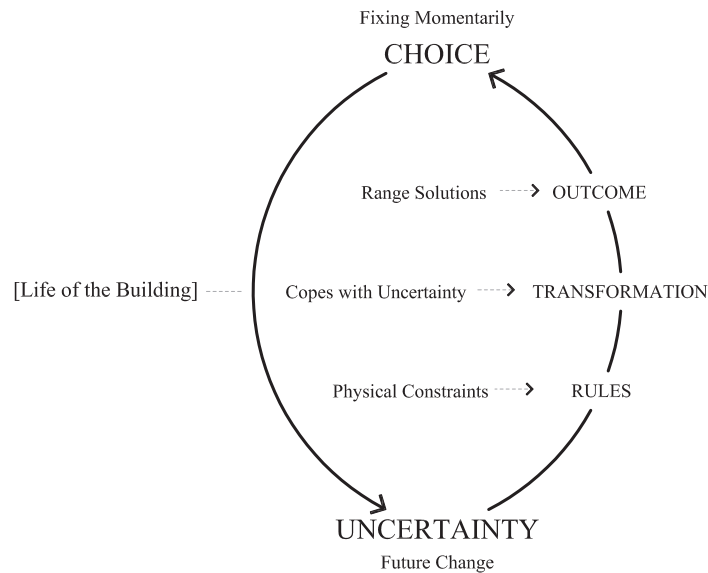 Fixing Momentarily
CHOICE
Range Solutions
OUTCOME
[Life of the Building]
Copes with Uncertainty
TRANSFORMATION
Physical Constraints
RULES
UNCERTAINTY
Future Change